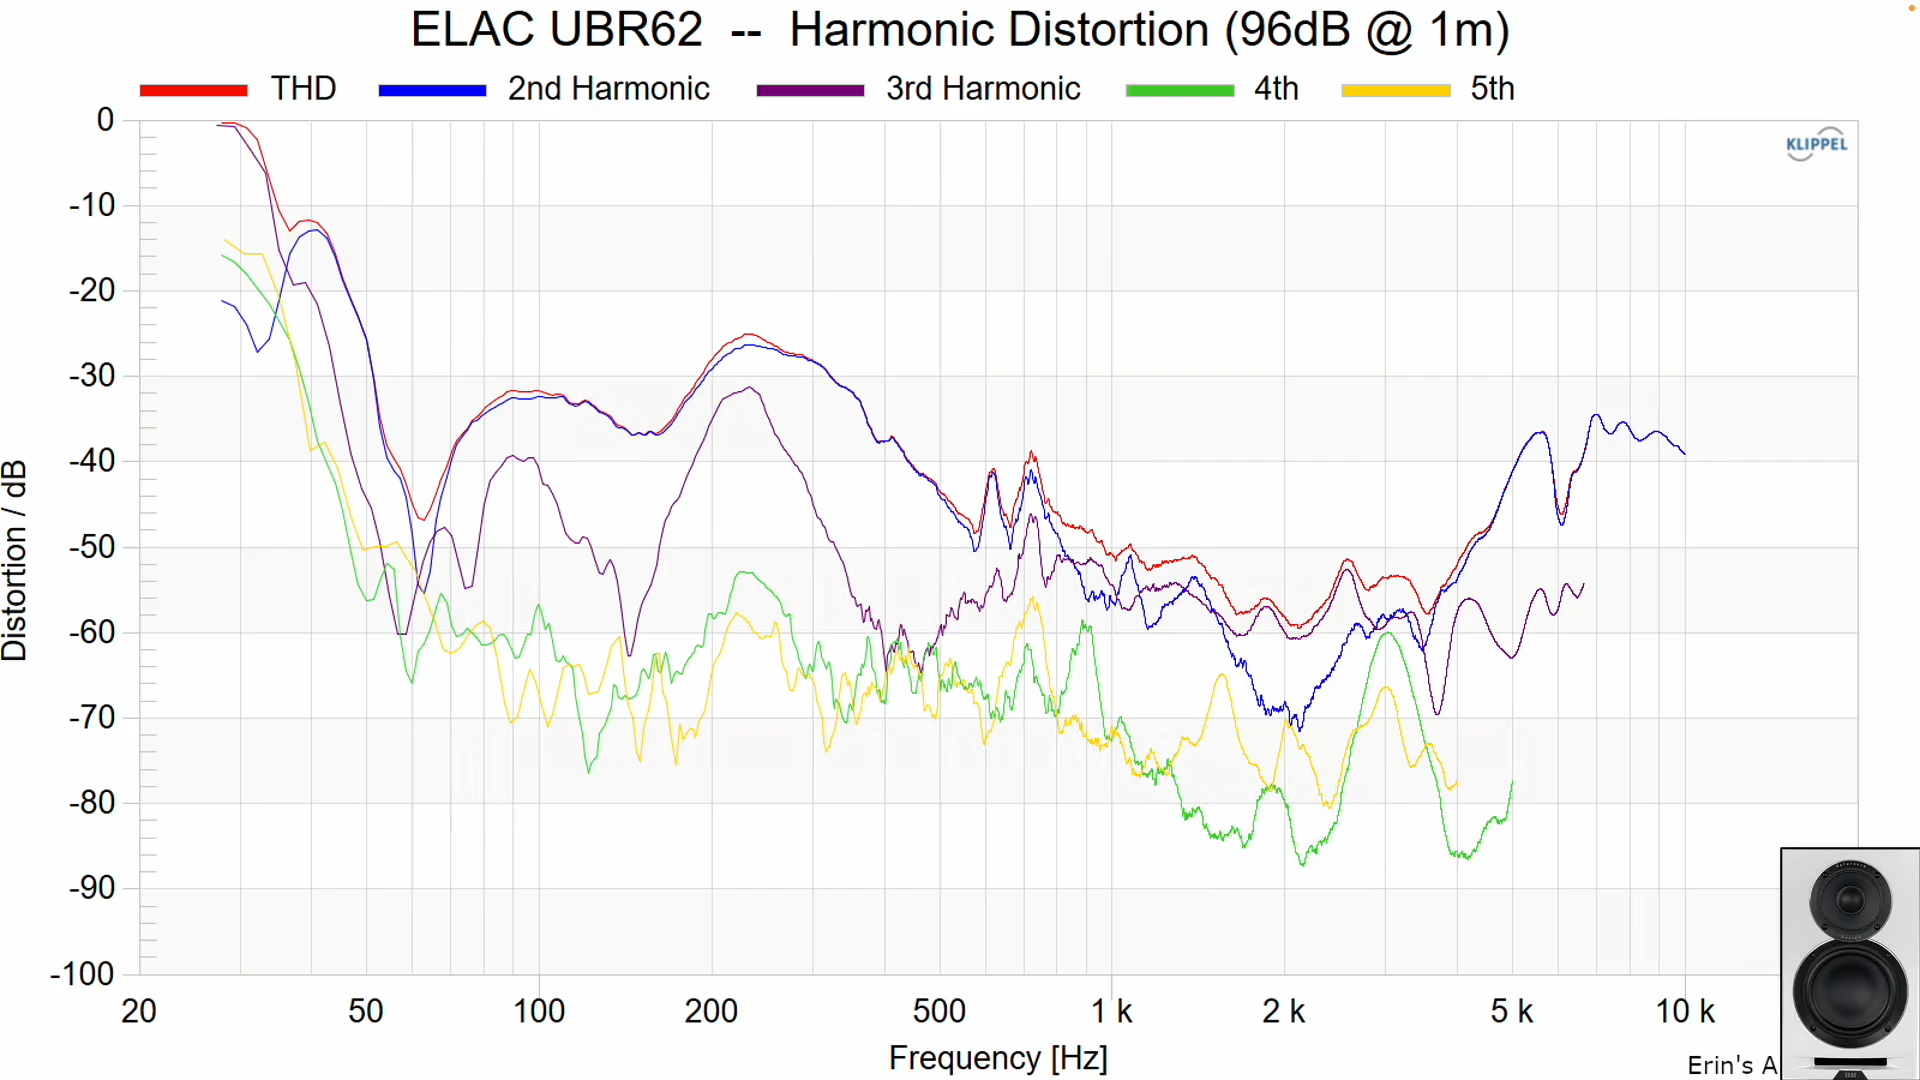 ELAC UBR62 -- Harmonic Distortion (96dB @ 1m)
THD 2nd Harmonic 3rd Harmonic 4th 5th
KLIPPEL
Distortion / dB
0
-10
-20
-30
-40
-50
-60
-70
-80
-90
-100
20 50 100 200 500 1 k 2 k 5 k 10 k
Frequency [Hz]
Erin's A